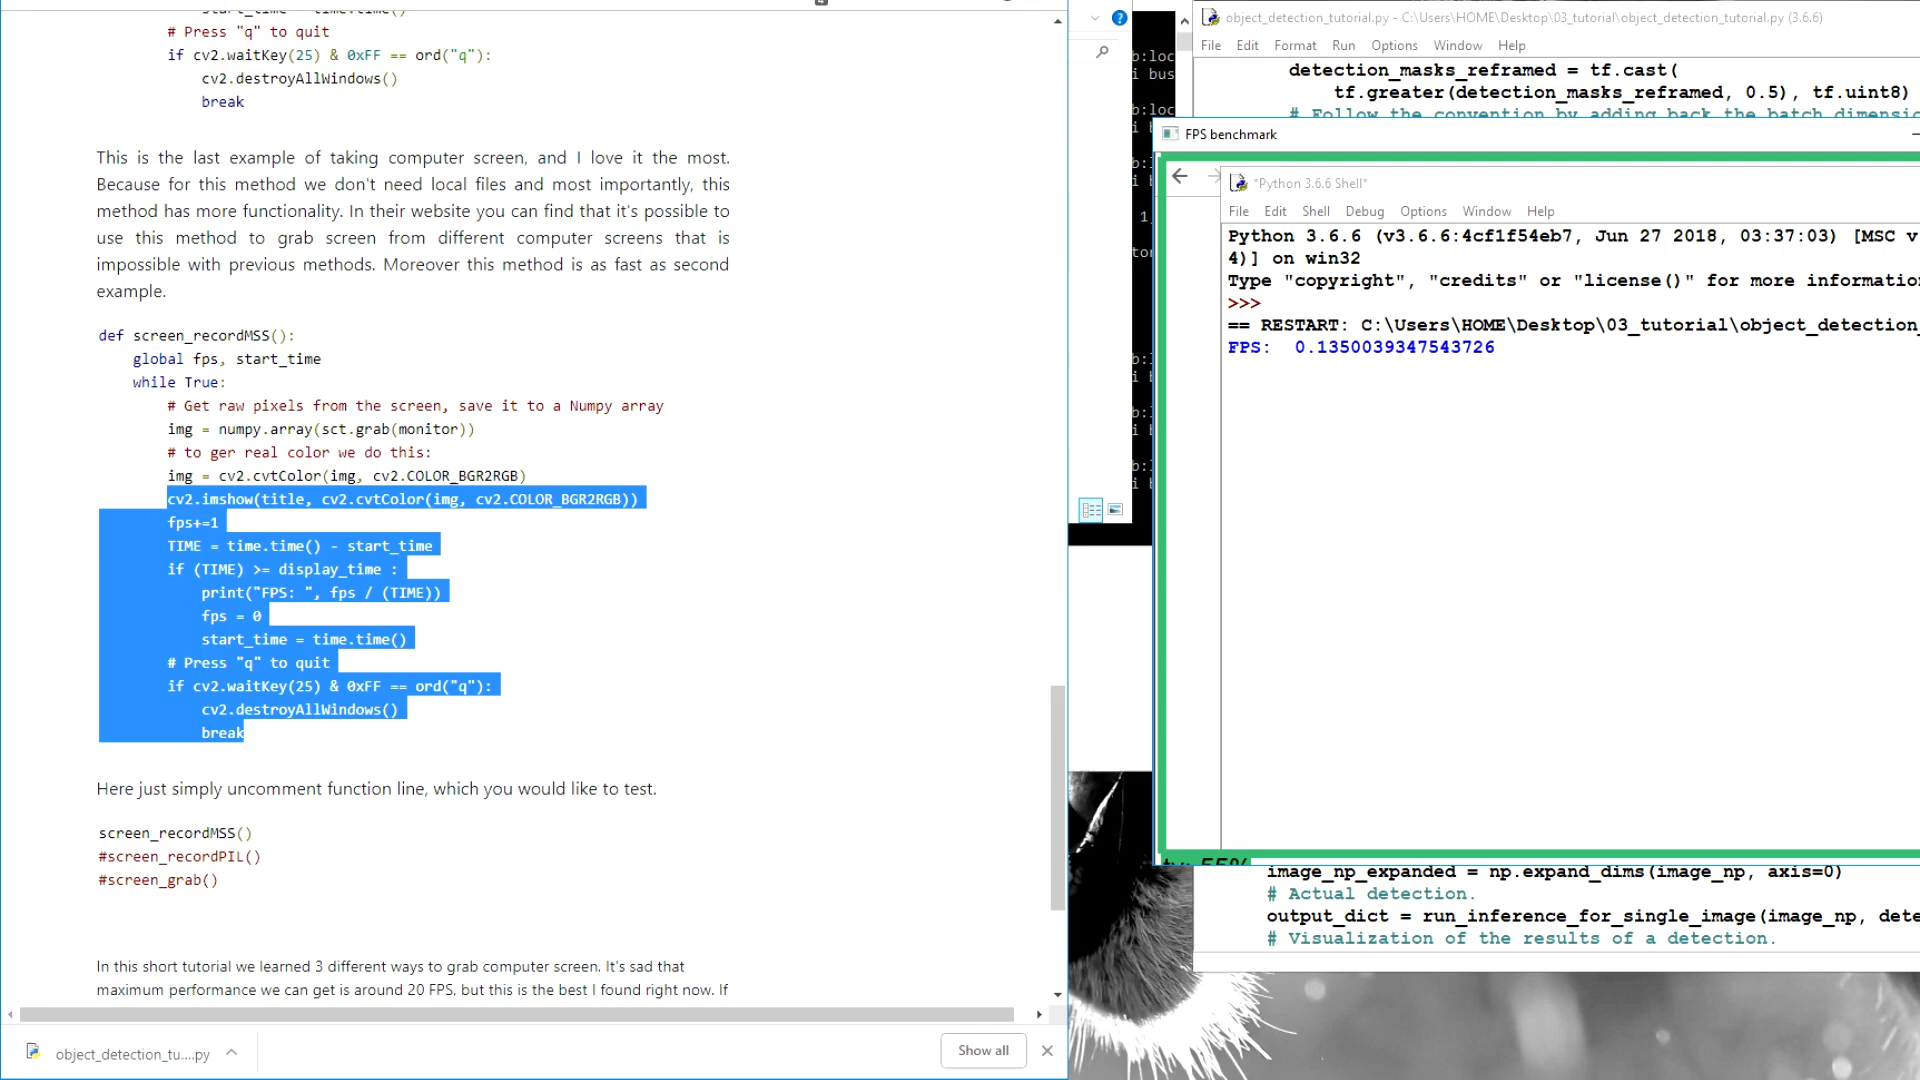 # Press "q" to quit
if cv2.waitKey(25) & 0xFF == ord("q"):
cv2.destroyAllWindows()
break
This is the last example of taking computer screen, and I love it the most.
Because for this method we don't need local files and most importantly, this
method has more functionality. In their website you can find that it's possible to
use this method to grab screen from different computer screens that is
impossible with previous methods. Moreover this method is as fast as second
example.
def screen_recordMSS():
global fps, start_time
while True:
# Get raw pixels from the screen, save it to a Numpy array
img = numpy.array(sct.grab(monitor))
# to ger real color we do this:
img = cv2.cvtColor(img, cv2.COLOR_BGR2RGB)
cv2.imshow(title, cv2.cvtColor(img, cv2.COLOR_BGR2RGB))
fps+=1
TIME = time.time() - start_time
if (TIME) >= display_time :
print("FPS: ", fps / (TIME))
fps = 0
start_time = time.time()
# Press "q" to quit
if cv2.waitKey(25) & 0xFF == ord("q"):
cv2.destroyAllWindows()
break
Here just simply uncomment function line, which you would like to test.
screen_recordMSS()
#screen_recordPIL()
#screen_grab()
In this short tutorial we learned 3 different ways to grab computer screen. It's sad that
maximum performance we can get is around 20 FPS, but this is the best I found right now. If
object_detection_tu....py
Show all
b:loc
i bus
b:loc
object_detection_tutorial.py - C:\Users\HOME\Desktop\03_tutorial\object_detection_tutorial.py (3.6.6)
File Edit Format Run Options Window Help
detection_masks_reframed = tf.cast(
tf.greater(detection_masks_reframed, 0.5), tf.uint8)
# Follow the convention by adding back the batch dimensi
FPS benchmark
*Python 3.6.6 Shell*
File Edit Shell Debug Options Window Help
Python 3.6.6 (v3.6.6:4cf1f54eb7, Jun 27 2018, 03:37:03) [MSC v
4)] on win32
Type "copyright", "credits" or "license()" for more informatio
>>>
== RESTART: C:\Users\HOME\Desktop\03_tutorial\object_detection_
FPS:  0.1350039347543726
55%
image_np_expanded = np.expand_dims(image_np, axis=0)
# Actual detection.
output_dict = run_inference_for_single_image(image_np, dete
# Visualization of the results of a detection.